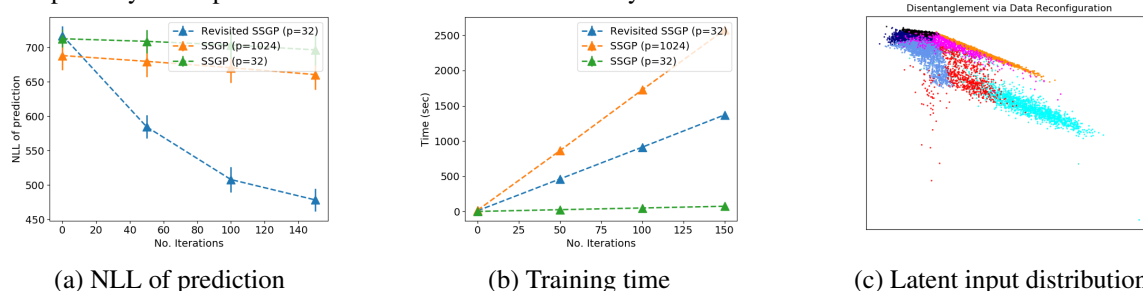 Disentanglement via Data Reconfiguration
Revisited SSGP (p=32)
SSGP (p=1024)
SSGP (p=32)
700
650
600
550
500
450
NLL of prediction
0 20 40 60 80 100 120 140
No. Iterations
Revisited SSGP (p=32)
SSGP (p=1024)
SSGP (p=32)
2500
2000
1500
1000
500
0
Time (sec)
0 25 50 75 100 125 150
No. Iterations
(a) NLL of prediction
(b) Training time
(c) Latent input distribution